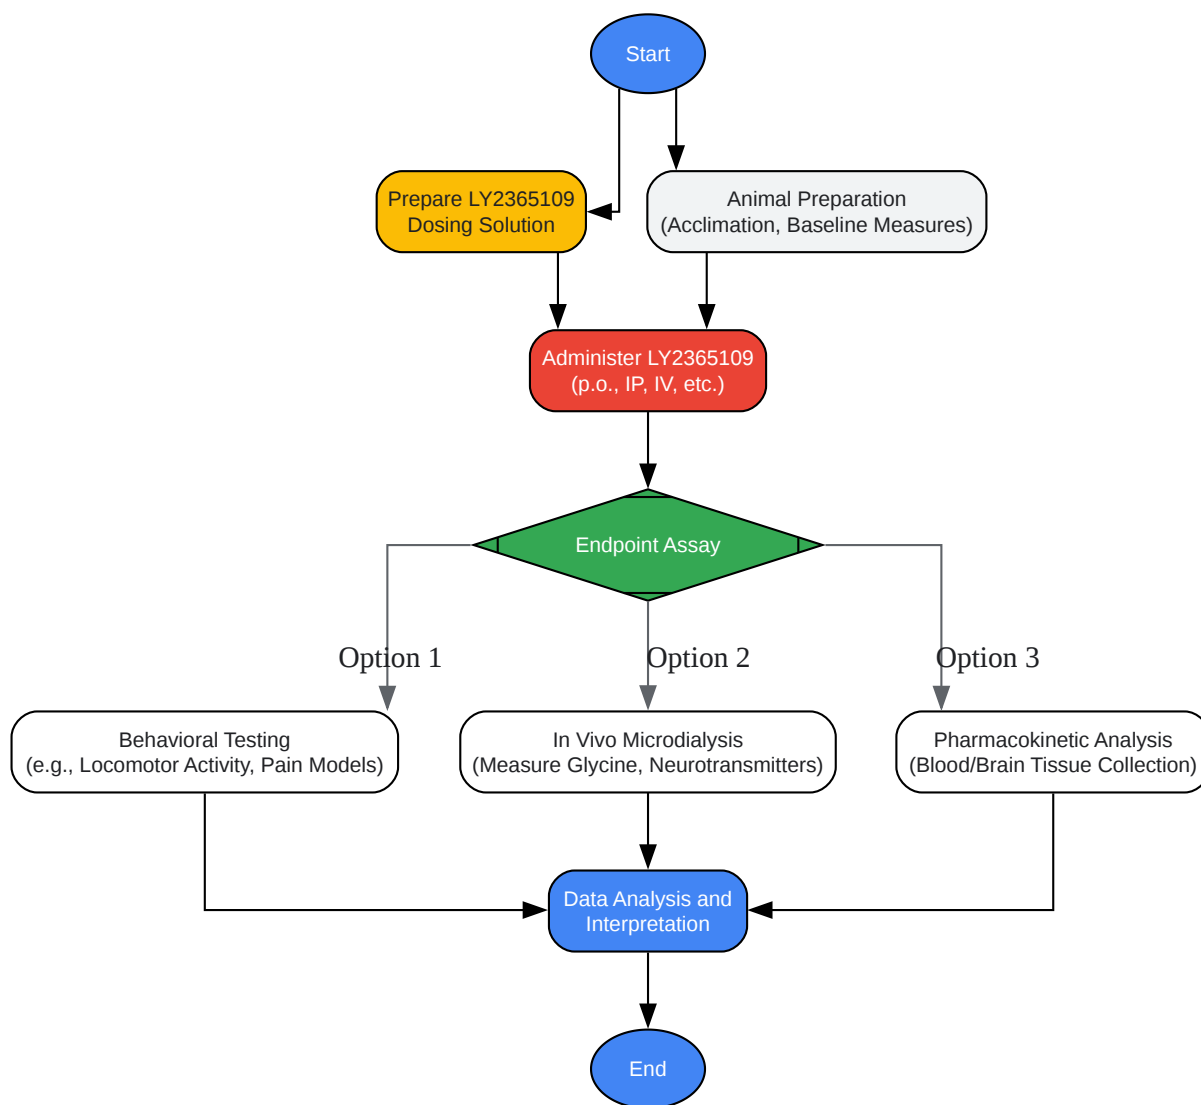 Start
Prepare LY2365109
Dosing Solution
Animal Preparation
(Acclimation, Baseline Measures)
Administer LY2365109
(p.o., IP, IV, etc.)
Endpoint Assay
Option 1
Option 2
Option 3
Behavioral Testing
(e.g., Locomotor Activity, Pain Models)
In Vivo Microdialysis
(Measure Glycine, Neurotransmitters)
Pharmacokinetic Analysis
(Blood/Brain Tissue Collection)
Data Analysis and
Interpretation
End